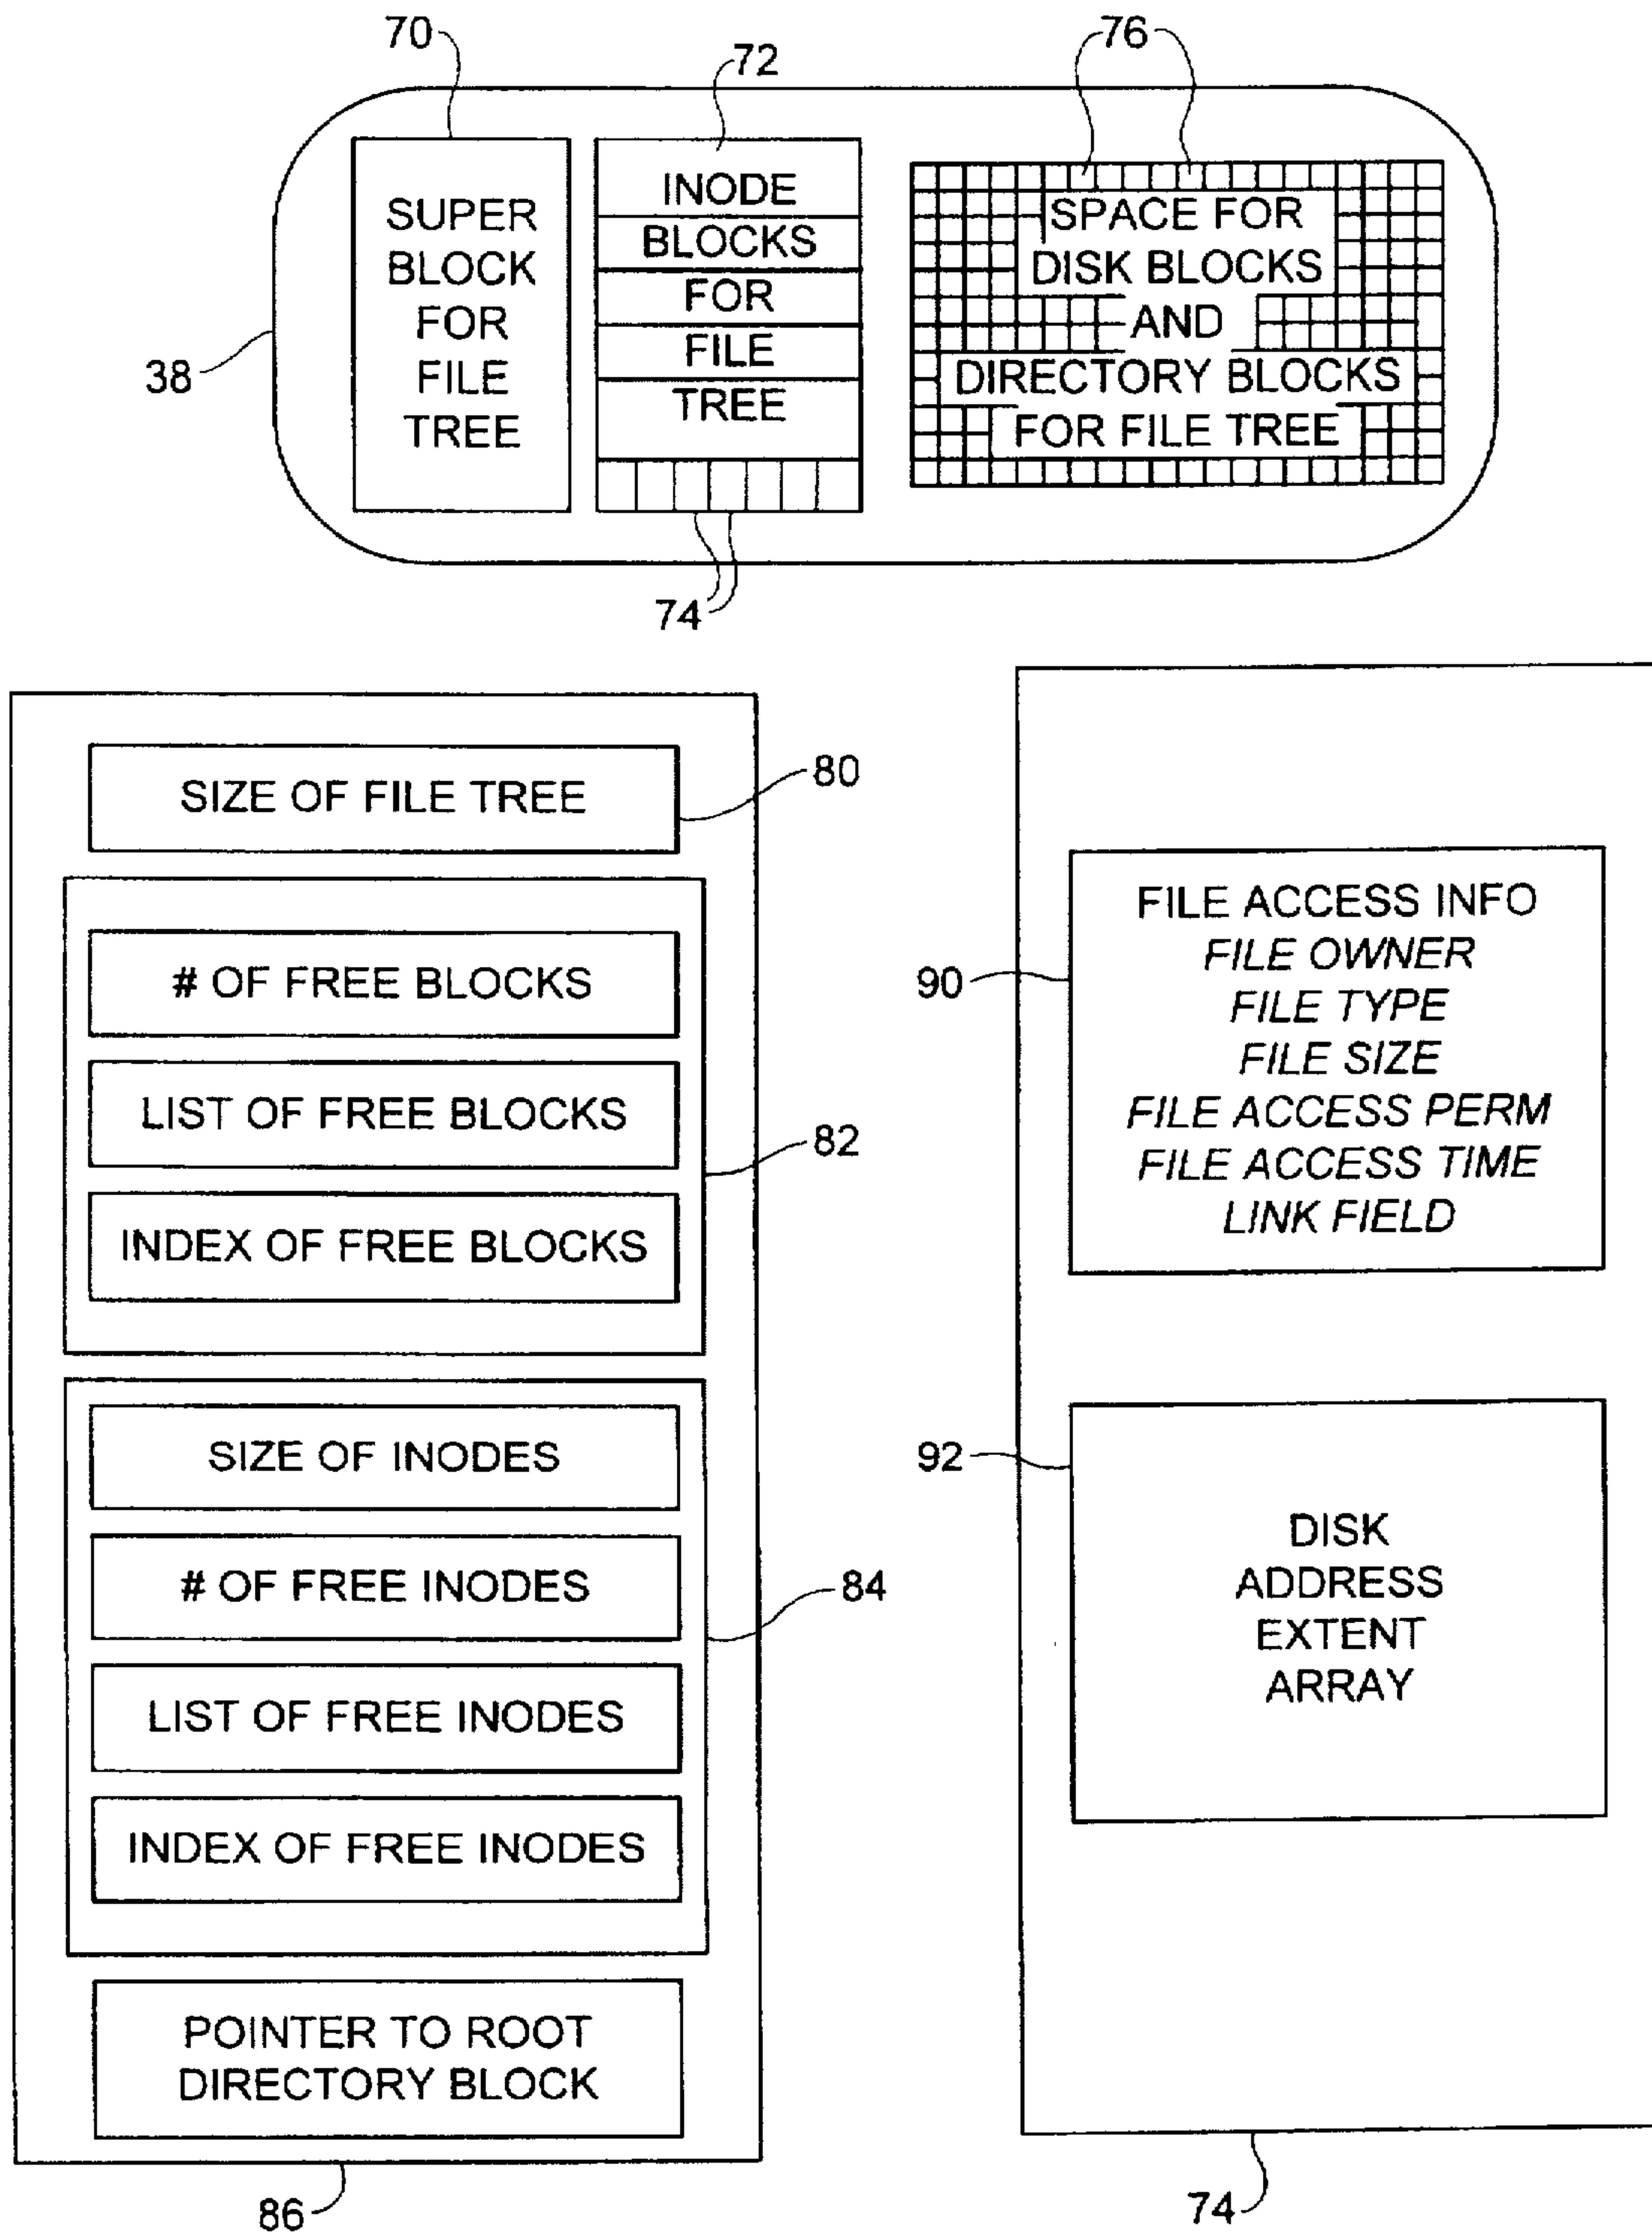 70
72
76
SUPER
BLOCK
FOR
FILE
TREE
INODE
BLOCKS
FOR
FILE
TREE
SPACE FOR
DISK BLOCKS
AND
DIRECTORY BLOCKS
FOR FILE TREE
38
74
SIZE OF FILE TREE
80
# OF FREE BLOCKS
LIST OF FREE BLOCKS
INDEX OF FREE BLOCKS
82
SIZE OF INODES
# OF FREE INODES
LIST OF FREE INODES
INDEX OF FREE INODES
84
POINTER TO ROOT
DIRECTORY BLOCK
86
FILE ACCESS INFO
FILE OWNER
FILE TYPE
FILE SIZE
FILE ACCESS PERM
FILE ACCESS TIME
LINK FIELD
90
92
DISK
ADDRESS
EXTENT
ARRAY
74